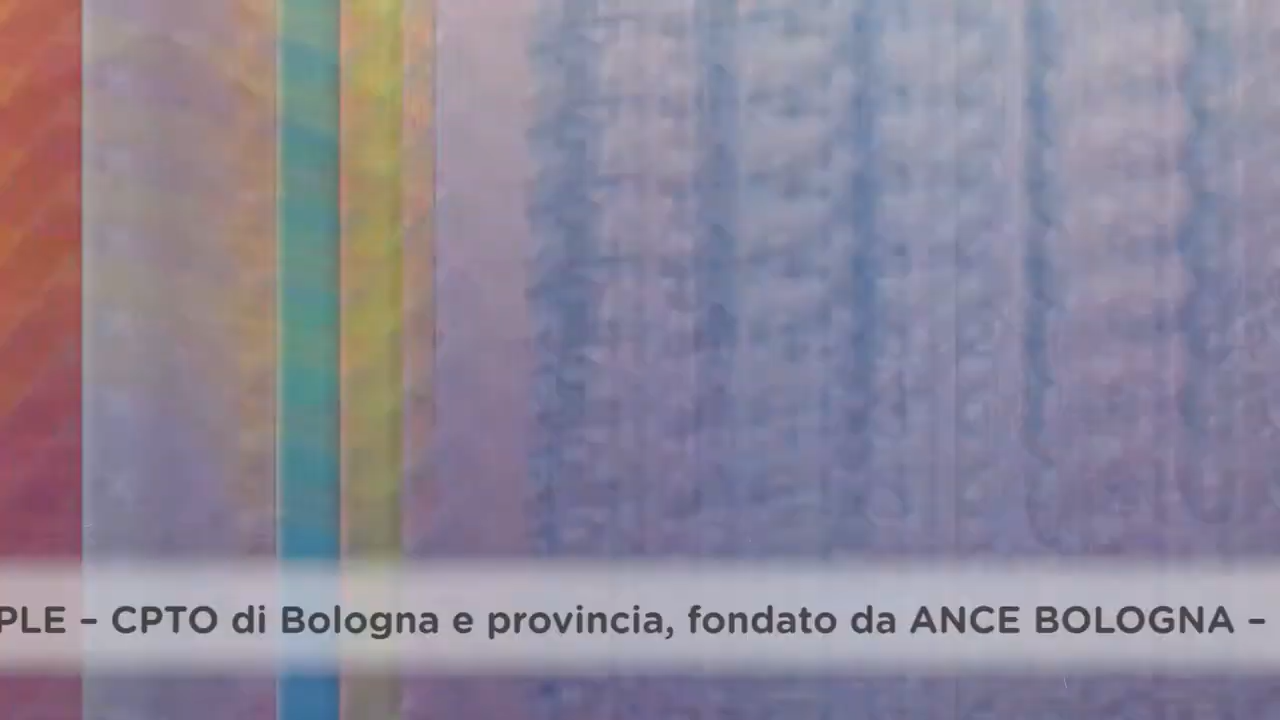 PLE – CPTO di Bologna e provincia, fondato da ANCE BOLOGNA –